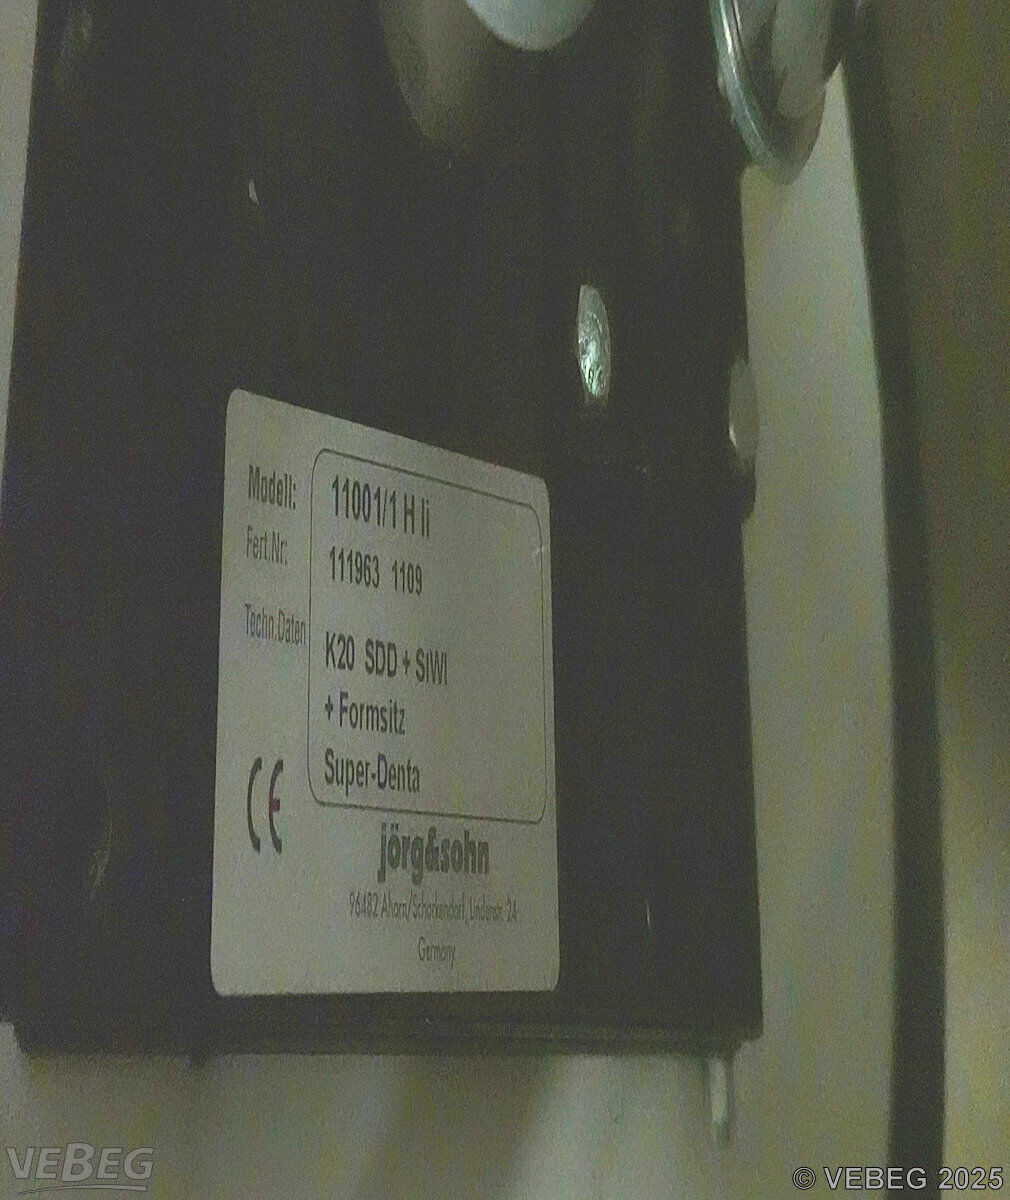 Modell: 11001/1 H li
Fert.Nr: 111963 1109
Techn.Daten K20 SDD + SiWI
+ Formsitz
Super-Denta
CE
jörg&sohn
96482 Ahorn/Schorkendorf, Lindenstr. 24
Germany
VEBEG
© VEBEG 2025